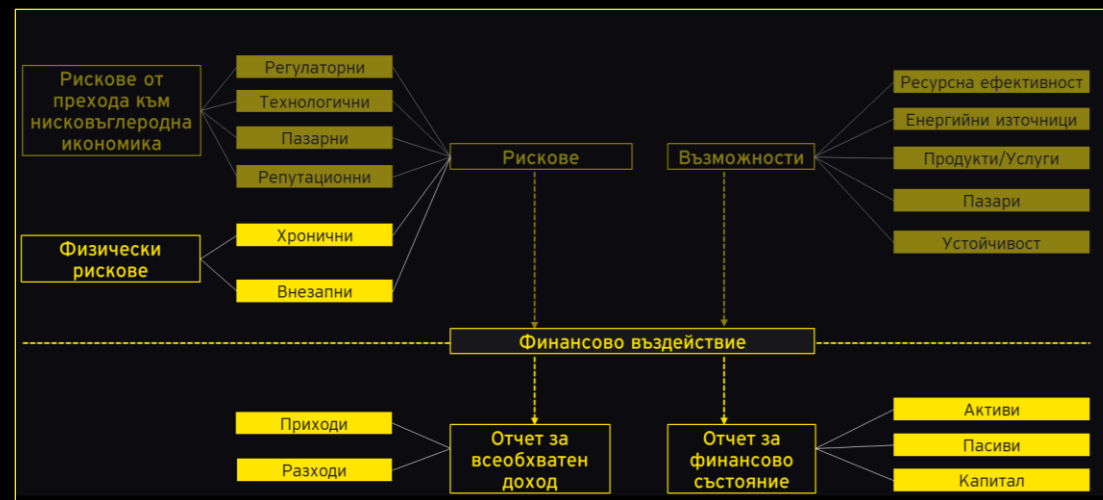 Рискове от
прехода към
нисковъглеродна
икономика
Регулаторни
Технологични
Пазарни
Репутационни
Физически
рискове
Хронични
Внезапни
Рискове
Възможности
Ресурсна ефективност
Енергийни източници
Продукти/Услуги
Пазари
Устойчивост
Финансово въздействие
Приходи
Разходи
Отчет за
всеобхватен
доход
Отчет за
финансово
състояние
Активи
Пасиви
Капитал